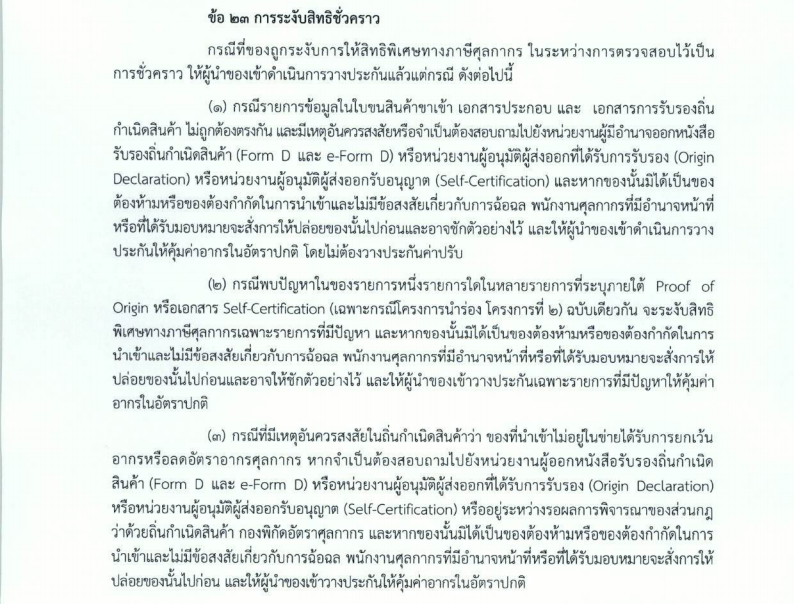 ข้อ ๒๓ การระงับสิทธิชั่วคราว
กรณีที่ของถูกระงับการให้สิทธิพิเศษทางภาษีศุลกากร ในระหว่างการตรวจสอบไว้เป็น
การชั่วคราว ให้ผู้นำของเข้าดำเนินการวางประกันแล้วแต่กรณี ดังต่อไปนี้
(๑) กรณีรายการข้อมูลในใบขนสินค้าขาเข้า เอกสารประกอบ และ เอกสารการรับรองถิ่น
กำเนิดสินค้า ไม่ถูกต้องตรงกัน และมีเหตุอันควรสงสัยหรือจำเป็นต้องสอบถามไปยังหน่วยงานผู้มีอำนาจออกหนังสือ
รับรองถิ่นกำเนิดสินค้า (Form D และ e-Form D) หรือหน่วยงานผู้อนุมัติผู้ส่งออกที่ได้รับการรับรอง (Origin
Declaration) หรือหน่วยงานผู้อนุมัติผู้ส่งออกรับอนุญาต (Self-Certification) และหากของนั้นมิได้เป็นของ
ต้องห้ามหรือของต้องกำกัดในการนำเข้าและไม่มีข้อสงสัยเกี่ยวกับการฉ้อฉล พนักงานศุลกากรที่มีอำนาจหน้าที่
หรือที่ได้รับมอบหมายจะสั่งการให้ปล่อยของนั้นไปก่อนและอาจชักตัวอย่างไว้ และให้ผู้นำของเข้าดำเนินการวาง
ประกันให้คุ้มค่าอากรในอัตราปกติ โดยไม่ต้องวางประกันค่าปรับ
(๒) กรณีพบปัญหาในของรายการหนึ่งรายการใดในหลายรายการที่ระบุภายใต้ Proof of
Origin หรือเอกสาร Self-Certification (เฉพาะกรณีโครงการนำร่อง โครงการที่ ๒) ฉบับเดียวกัน จะระงับสิทธิ
พิเศษทางภาษีศุลกากรเฉพาะรายการที่มีปัญหา และหากของนั้นมิได้เป็นของต้องห้ามหรือของต้องกำกัดในการ
นำเข้าและไม่มีข้อสงสัยเกี่ยวกับการฉ้อฉล พนักงานศุลกากรที่มีอำนาจหน้าที่หรือที่ได้รับมอบหมายจะสั่งการให้
ปล่อยของนั้นไปก่อนและอาจให้ชักตัวอย่างไว้ และให้ผู้นำของเข้าวางประกันเฉพาะรายการที่มีปัญหาให้คุ้มค่า
อากรในอัตราปกติ
(๓) กรณีที่มีเหตุอันควรสงสัยในถิ่นกำเนิดสินค้าว่า ของที่นำเข้าไม่อยู่ในข่ายได้รับการยกเว้น
อากรหรือลดอัตราอากรศุลกากร หากจำเป็นต้องสอบถามไปยังหน่วยงานผู้ออกหนังสือรับรองถิ่นกำเนิด
สินค้า (Form D และ e-Form D) หรือหน่วยงานผู้อนุมัติผู้ส่งออกที่ได้รับการรับรอง (Origin Declaration)
หรือหน่วยงานผู้อนุมัติผู้ส่งออกรับอนุญาต (Self-Certification) หรืออยู่ระหว่างรอผลการพิจารณาของส่วนกฎ
ว่าด้วยถิ่นกำเนิดสินค้า กองพิกัดอัตราศุลกากร และหากของนั้นมิได้เป็นของต้องห้ามหรือของต้องกำกัดในการ
นำเข้าและไม่มีข้อสงสัยเกี่ยวกับการฉ้อฉล พนักงานศุลกากรที่มีอำนาจหน้าที่หรือที่ได้รับมอบหมายจะสั่งการให้
ปล่อยของนั้นไปก่อน และให้ผู้นำของเข้าวางประกันให้คุ้มค่าอากรในอัตราปกติ